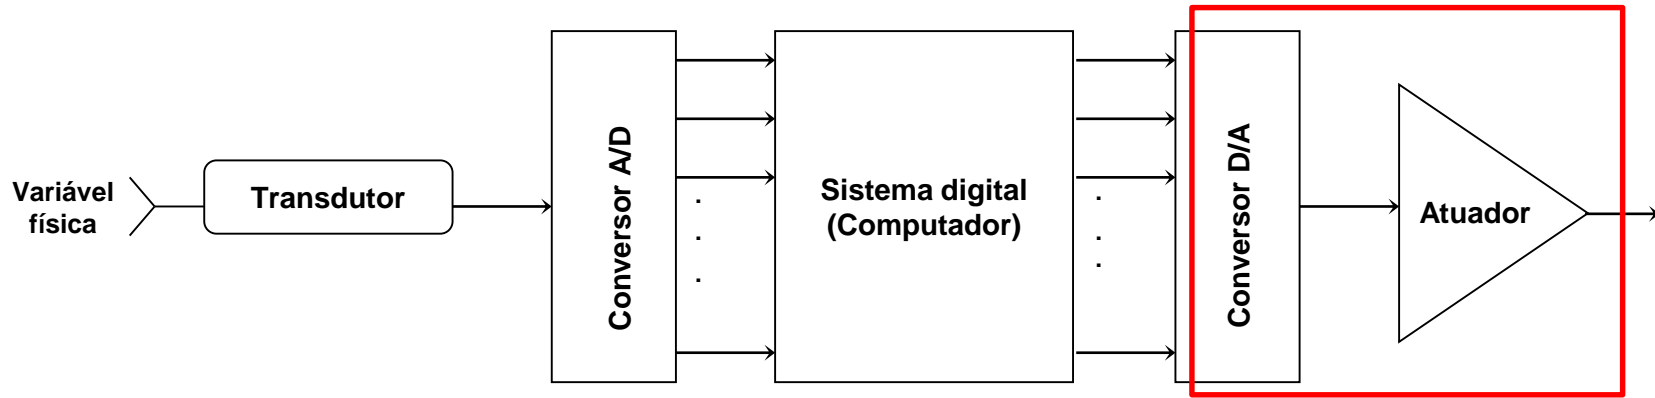 Variável
física
Transdutor
Conversor A/D
Sistema digital
(Computador)
Conversor D/A
Atuador